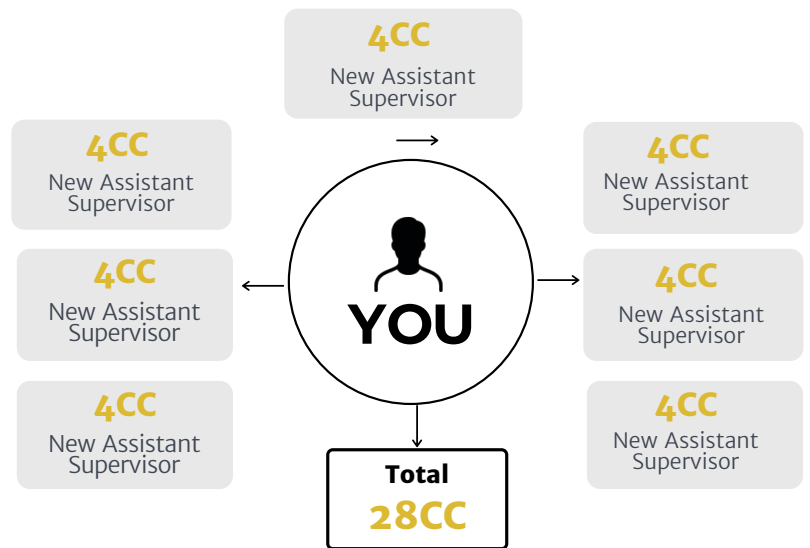 4CC
New Assistant
Supervisor
4CC
New Assistant
Supervisor
4CC
New Assistant
Supervisor
4CC
New Assistant
Supervisor
4CC
New Assistant
Supervisor
YOU
4CC
New Assistant
Supervisor
4CC
New Assistant
Supervisor
Total
28CC